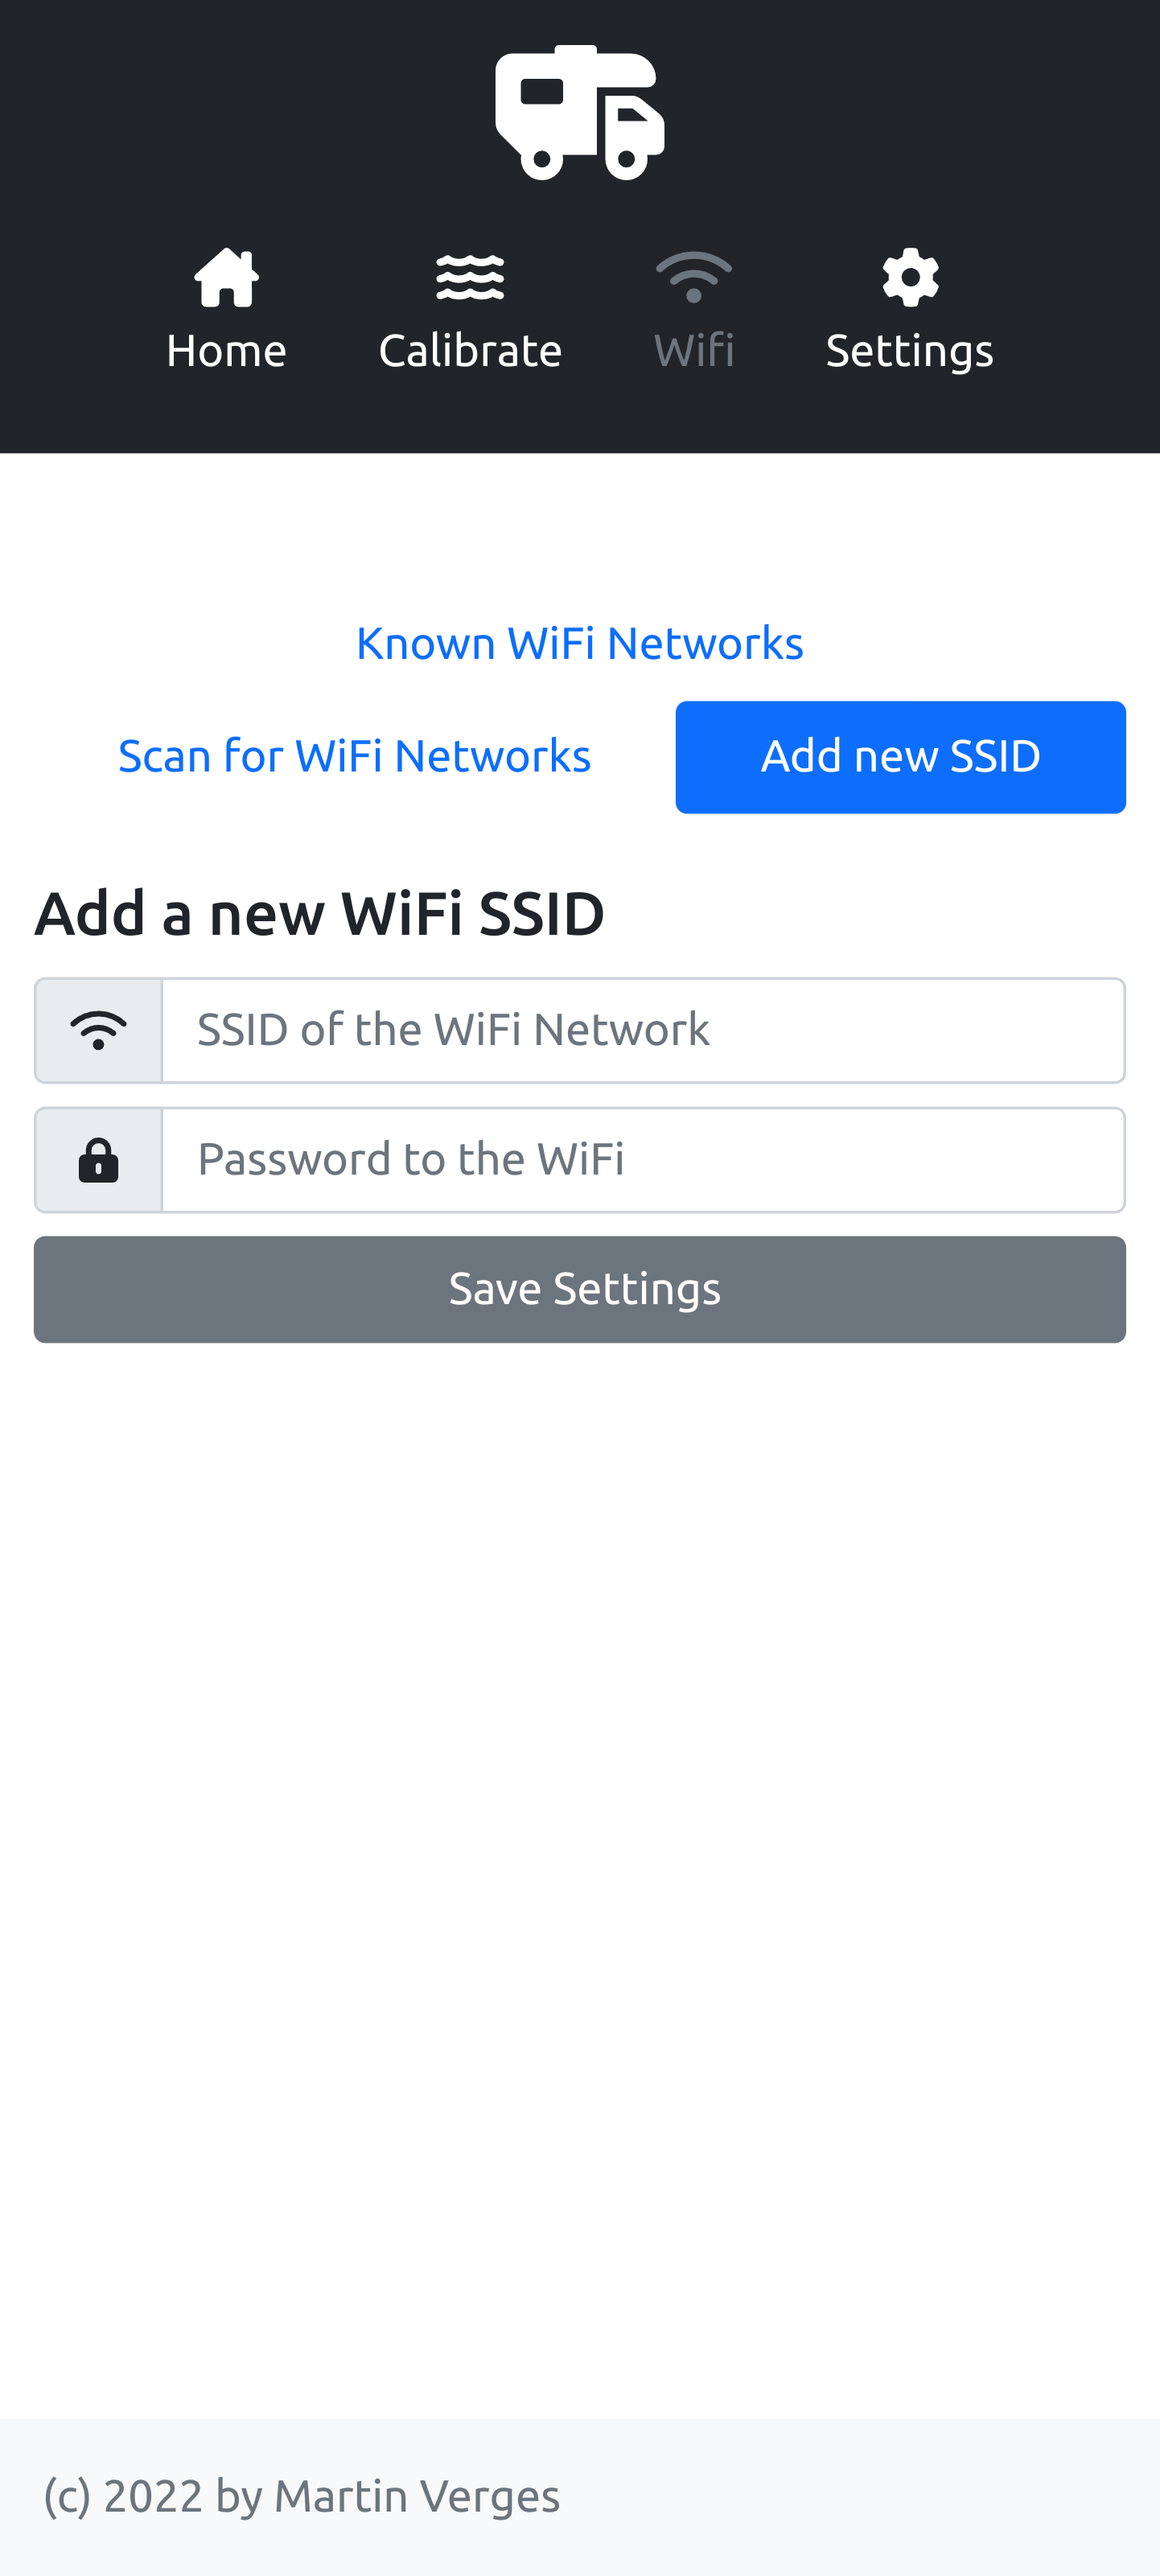 Home Calibrate Wifi Settings
Known WiFi Networks
Scan for WiFi Networks Add new SSID
Add a new WiFi SSID
SSID of the WiFi Network
Password to the WiFi
Save Settings
(c) 2022 by Martin Verges